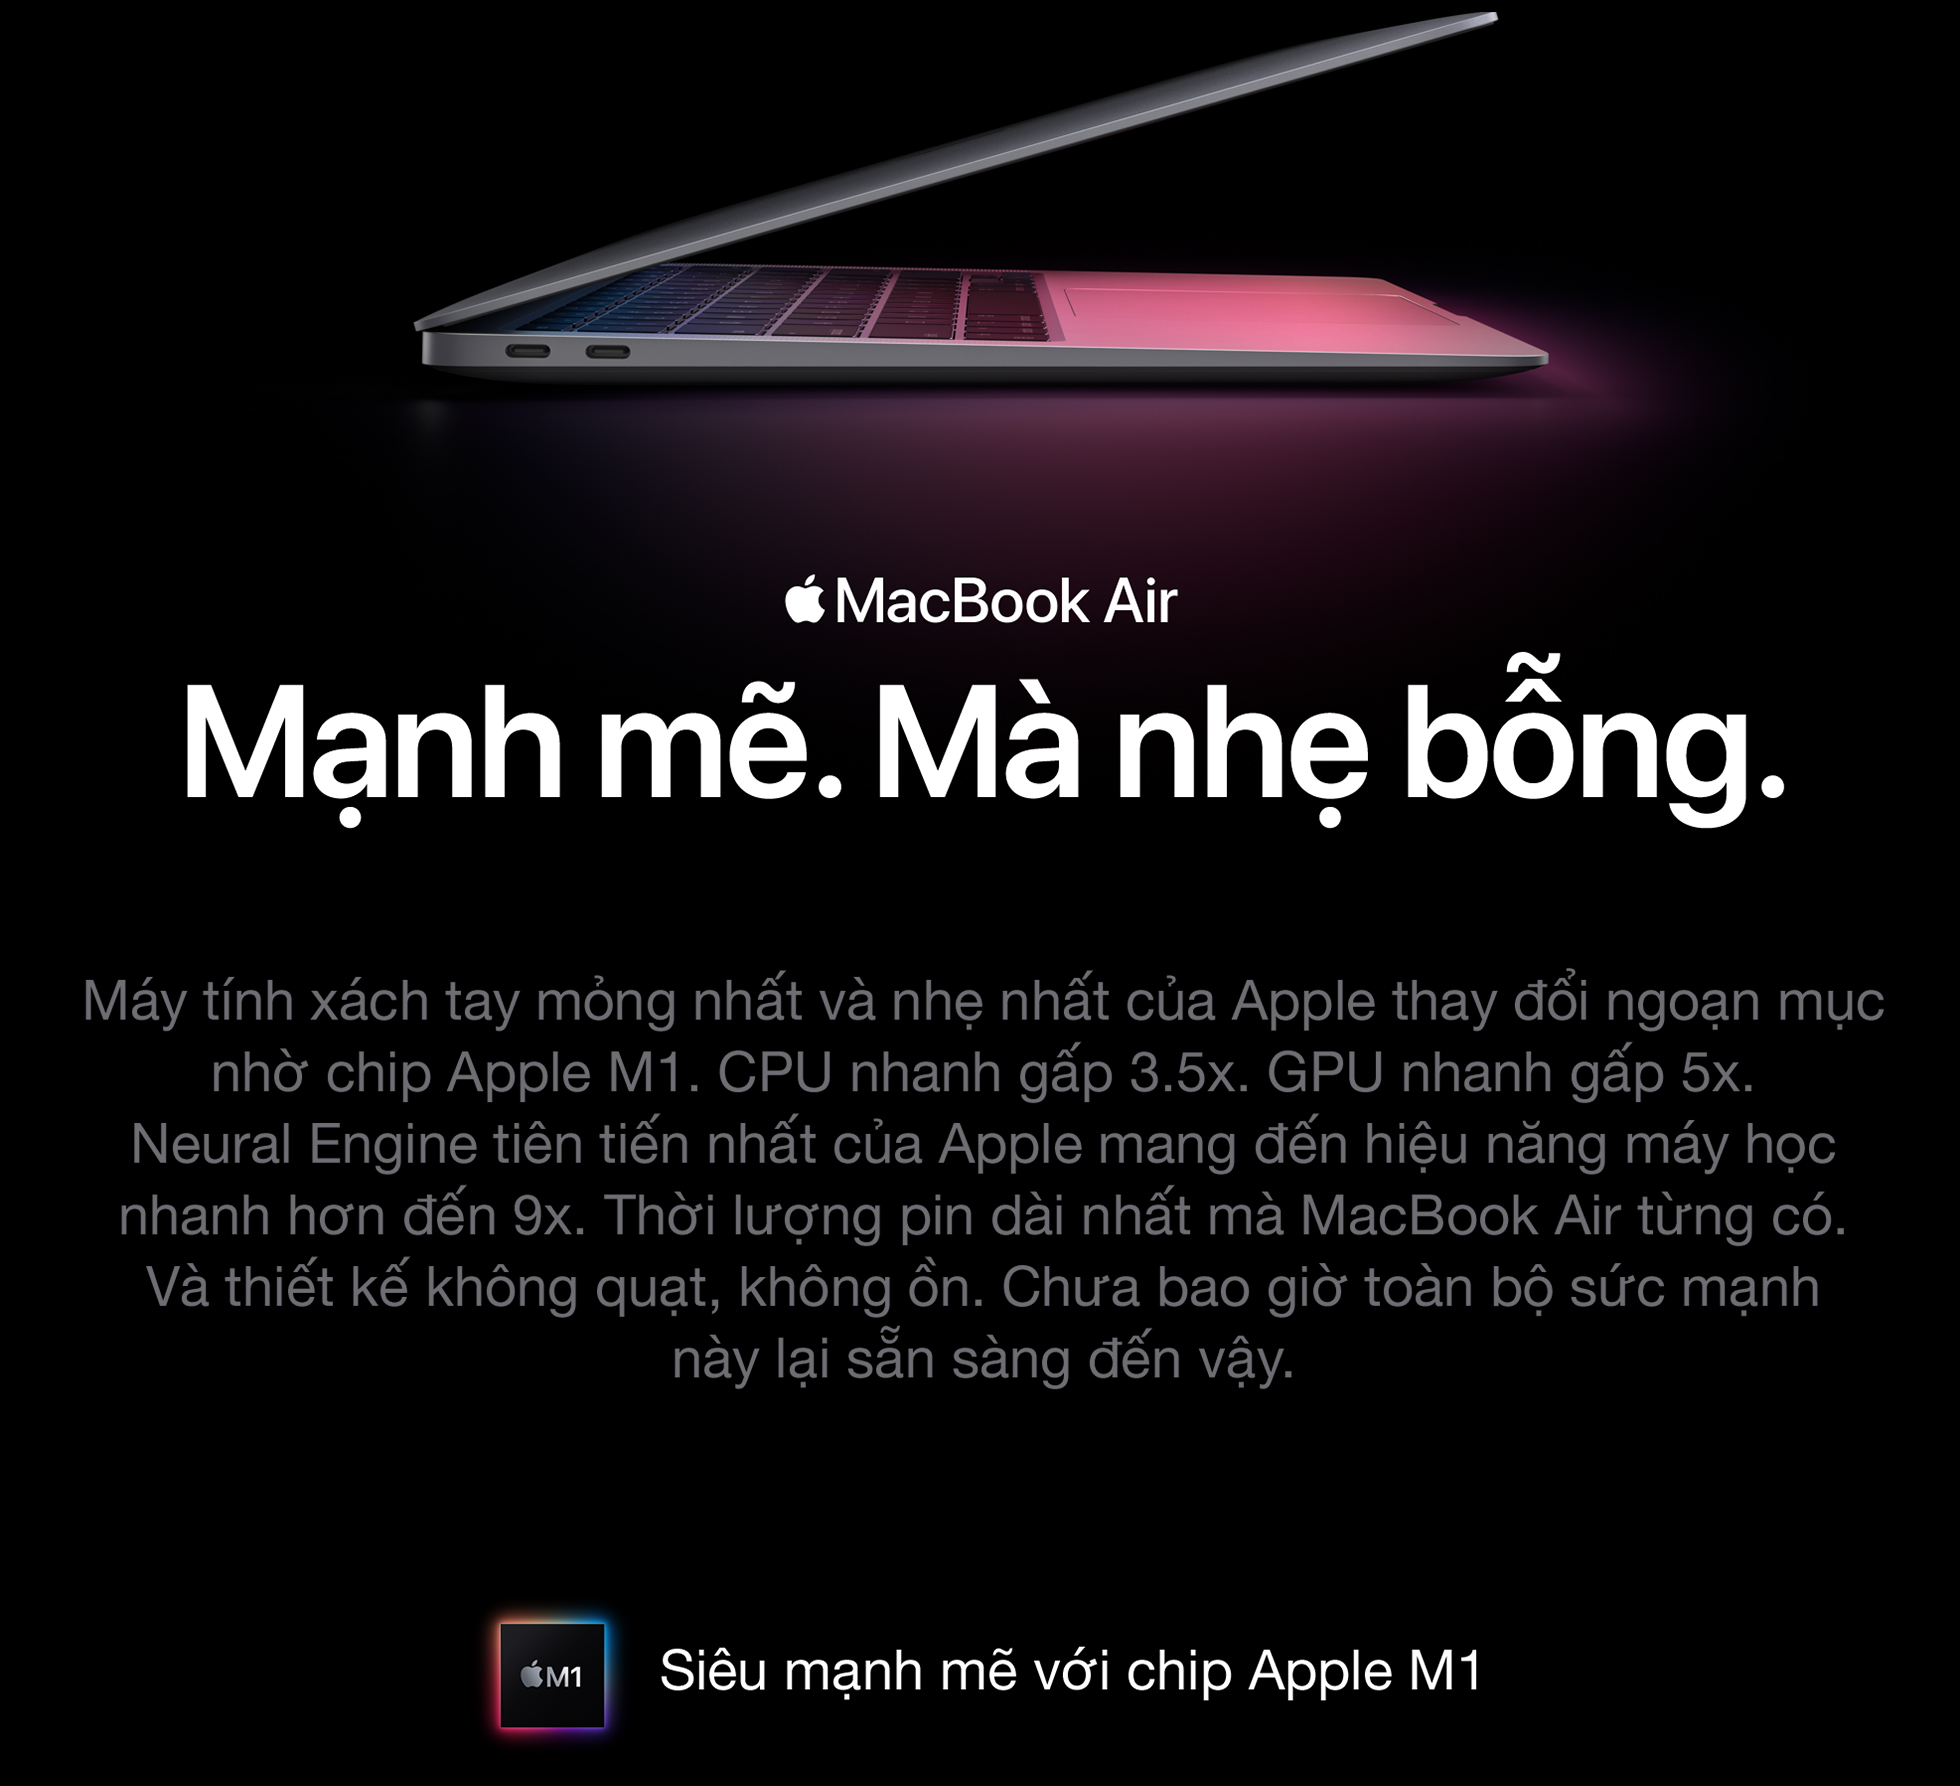 MacBook Air
Mạnh mẽ. Mà nhẹ bỗng.
Máy tính xách tay mỏng nhất và nhẹ nhất của Apple thay đổi ngoạn mục
nhờ chip Apple M1. CPU nhanh gấp 3.5x. GPU nhanh gấp 5x.
Neural Engine tiên tiến nhất của Apple mang đến hiệu năng máy học
nhanh hơn đến 9x. Thời lượng pin dài nhất mà MacBook Air từng có.
Và thiết kế không quạt, không ồn. Chưa bao giờ toàn bộ sức mạnh
này lại sẵn sàng đến vậy.
M1
Siêu mạnh mẽ với chip Apple M1